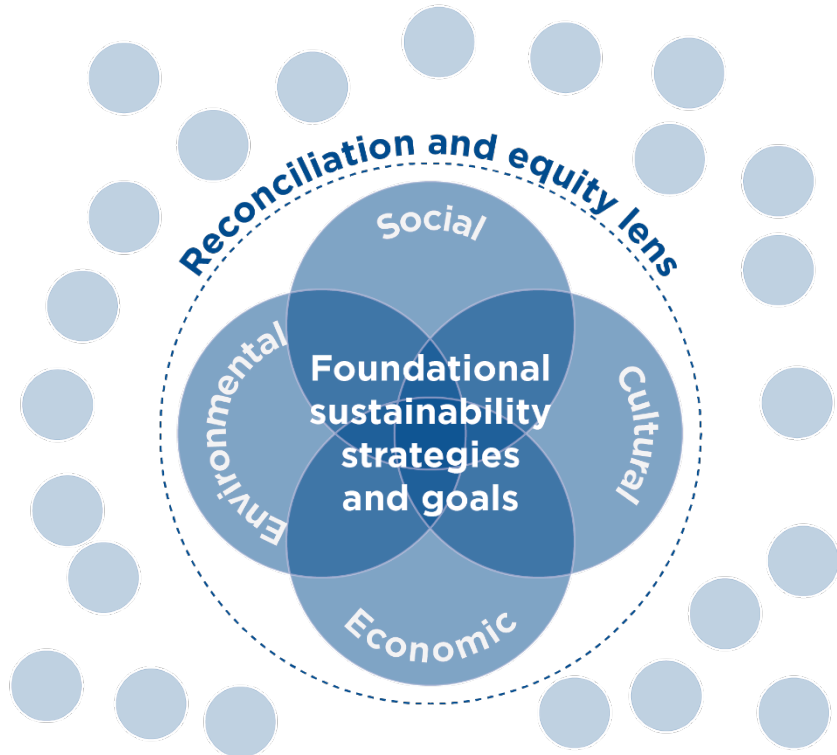 Reconciliation and equity lens
Social
Environmental
Foundational
sustainability
strategies
and goals
Cultural
Economic